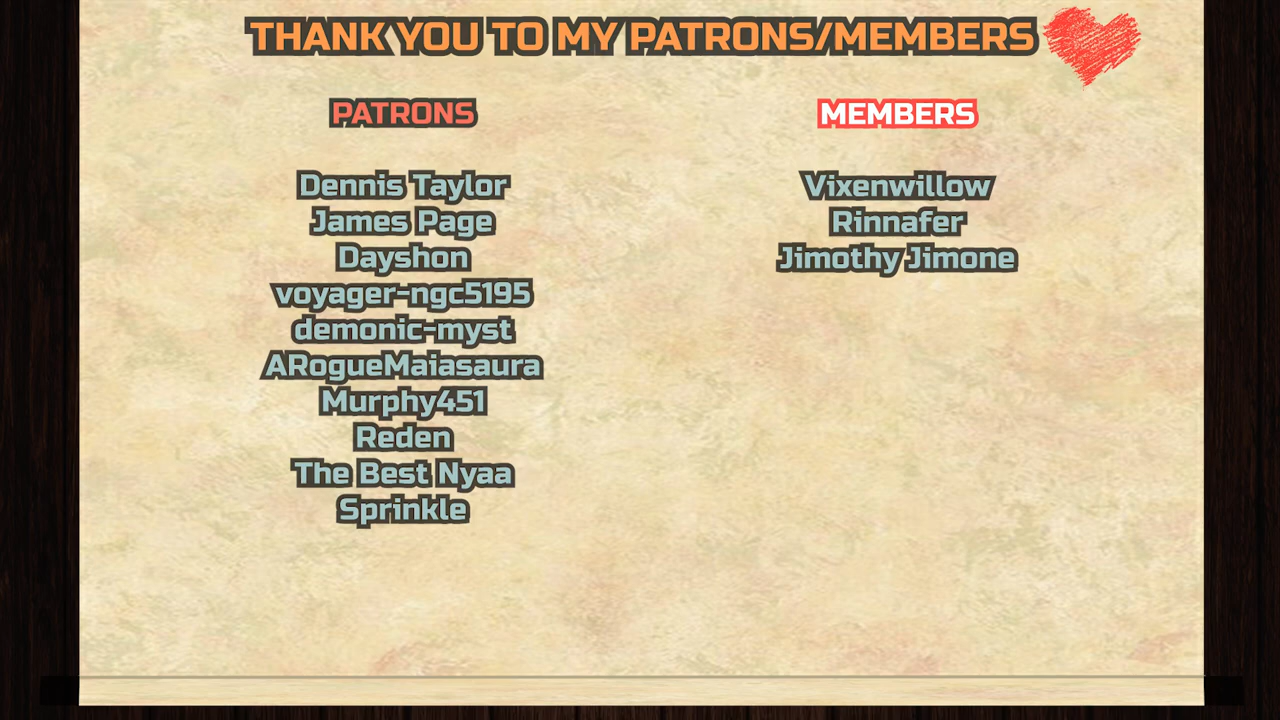 THANK YOU TO MY PATRONS/MEMBERS
PATRONS
Dennis Taylor
James Page
Dayshon
voyager-ngc5195
demonic-myst
ARogueMaiasaura
Murphy451
Reden
The Best Nyaa
Sprinkle
MEMBERS
Vixenwillow
Rinnafer
Jimothy Jimone